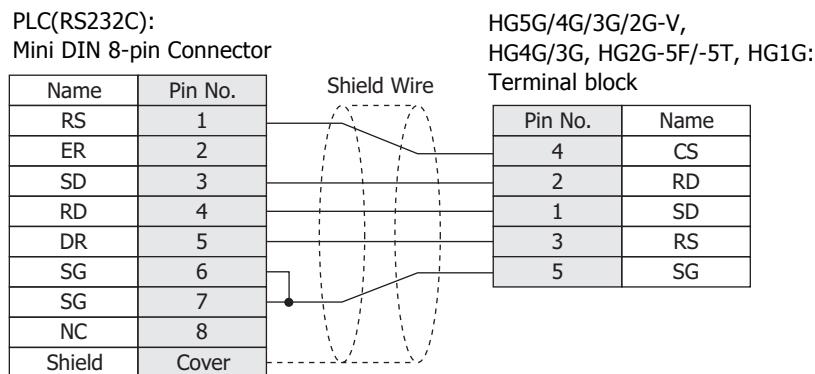 PLC(RS232C):
Mini DIN 8-pin Connector
Name Pin No.
RS 1
ER 2
SD 3
RD 4
DR 5
SG 6
SG 7
NC 8
Shield Cover
Shield Wire
HG5G/4G/3G/2G-V,
HG4G/3G, HG2G-5F/-5T, HG1G:
Terminal block
Pin No. Name
4 CS
2 RD
1 SD
3 RS
5 SG